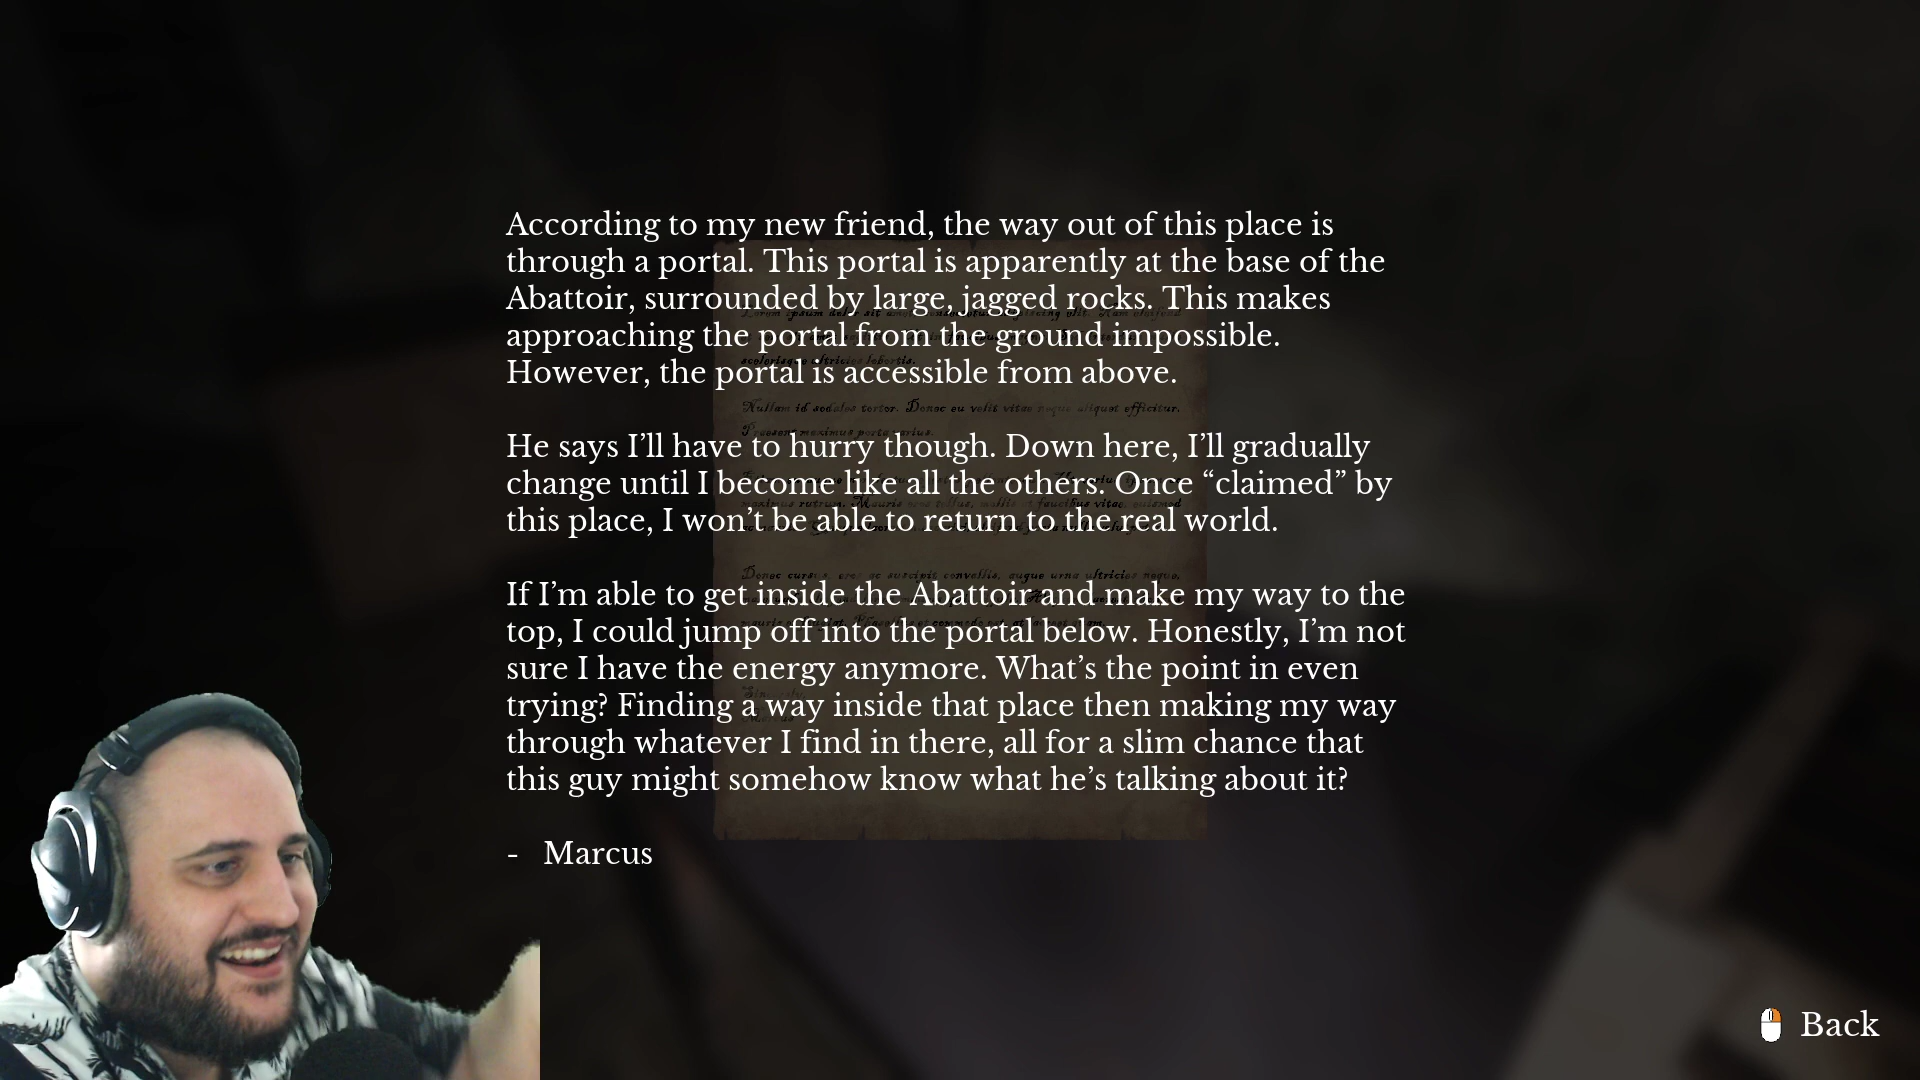 According to my new friend, the way out of this place is
through a portal. This portal is apparently at the base of the
Abattoir, surrounded by large, jagged rocks. This makes
approaching the portal from the ground impossible.
However, the portal is accessible from above.
He says I’ll have to hurry though. Down here, I’ll gradually
change until I become like all the others. Once “claimed” by
this place, I won’t be able to return to the real world.
If I’m able to get inside the Abattoir and make my way to the
top, I could jump off into the portal below. Honestly, I’m not
sure I have the energy anymore. What’s the point in even
trying? Finding a way inside that place then making my way
through whatever I find in there, all for a slim chance that
this guy might somehow know what he’s talking about it?
- Marcus
Back